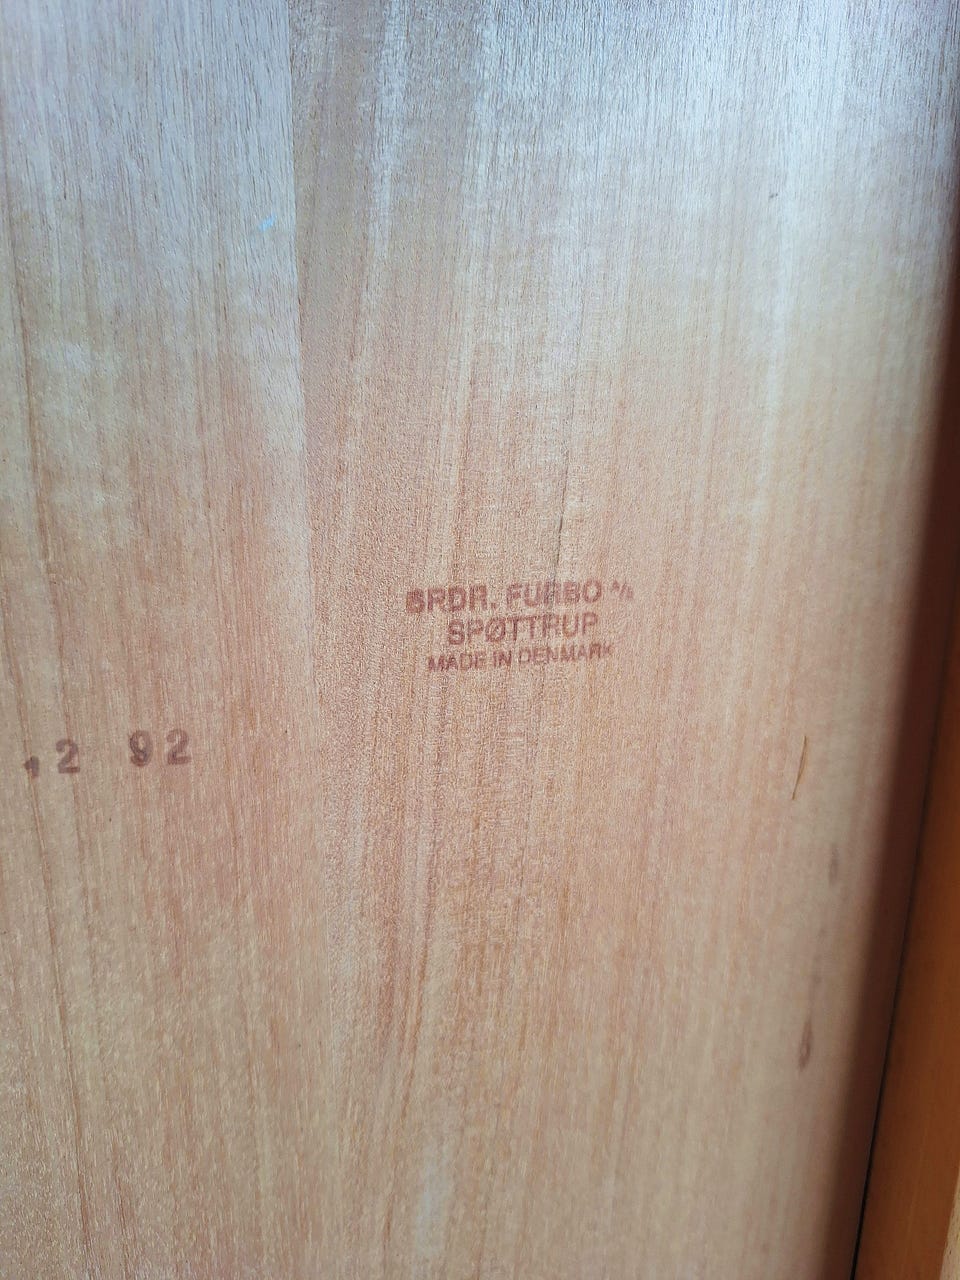 BRDR. FURBO A/S
SPØTTRUP
MADE IN DENMARK
2 92